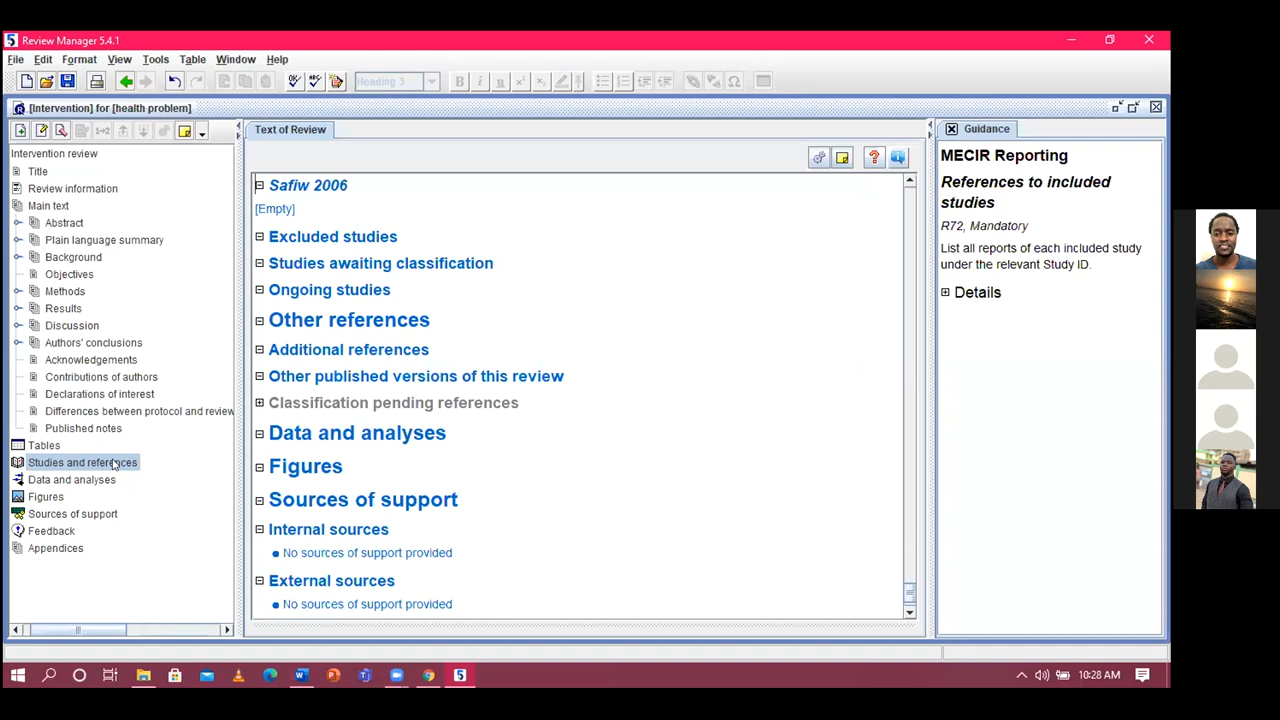 Review Manager 5.4.1
File Edit Format View Tools Table Window Help
Heading 3
[Intervention] for [health problem]
Intervention review
Title
Review information
Main text
Abstract
Plain language summary
Background
Objectives
Methods
Results
Discussion
Authors' conclusions
Acknowledgements
Contributions of authors
Declarations of interest
Differences between protocol and review
Published notes
Tables
Studies and references
Data and analyses
Figures
Sources of support
Feedback
Appendices
Text of Review
Safiw 2006
[Empty]
Excluded studies
Studies awaiting classification
Ongoing studies
Other references
Additional references
Other published versions of this review
Classification pending references
Data and analyses
Figures
Sources of support
Internal sources
No sources of support provided
External sources
No sources of support provided
Guidance
MECIR Reporting
References to included
studies
R72, Mandatory
List all reports of each included study
under the relevant Study ID.
Details
10:28 AM